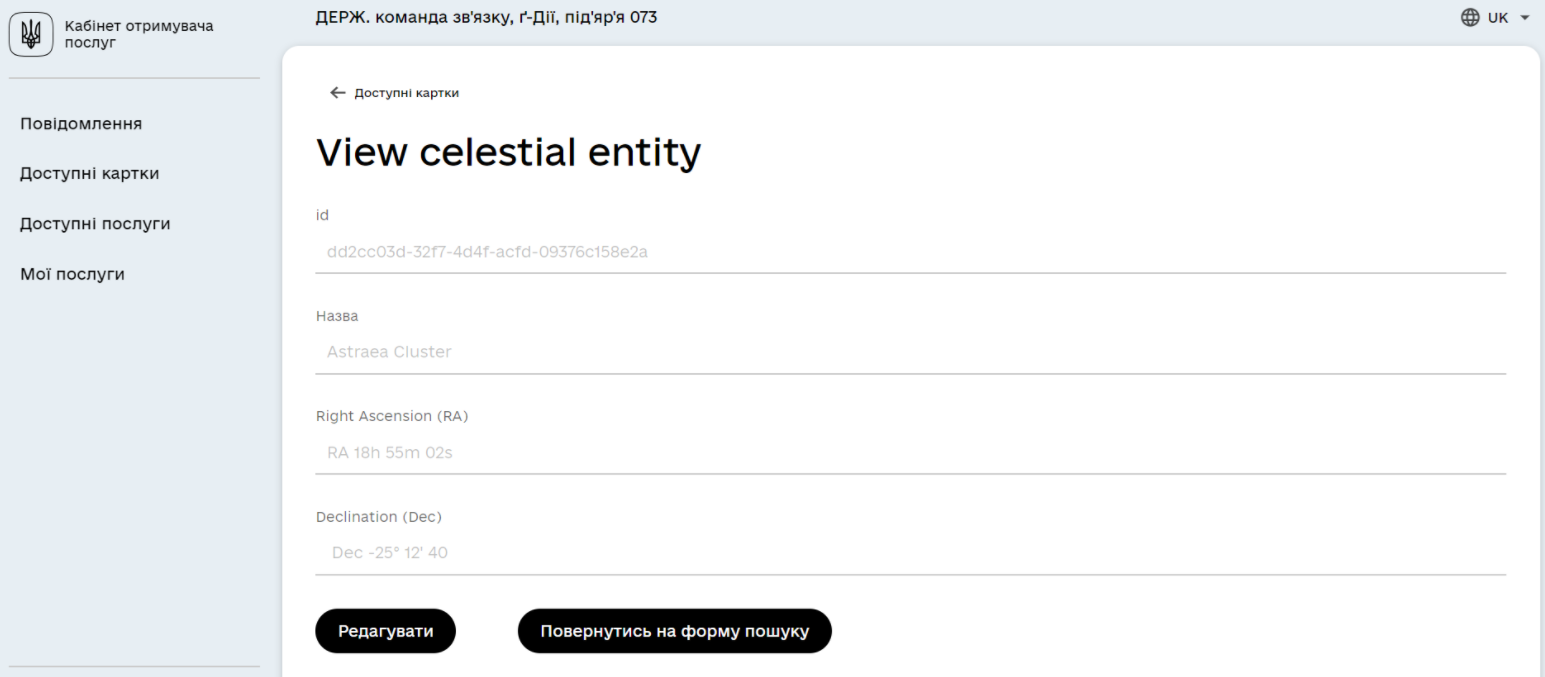 Кабінет отримувача
послуг
ДЕРЖ. команда зв'язку, ґ-Дії, під'яр'я 073
UK
Повідомлення
Доступні картки
Доступні послуги
Мої послуги
Доступні картки
View celestial entity
id
dd2cc03d-32f7-4d4f-acfd-09376c158e2a
Назва
Astraea Cluster
Right Ascension (RA)
RA 18h 55m 02s
Declination (Dec)
Dec -25° 12' 40
Редагувати
Повернутись на форму пошуку